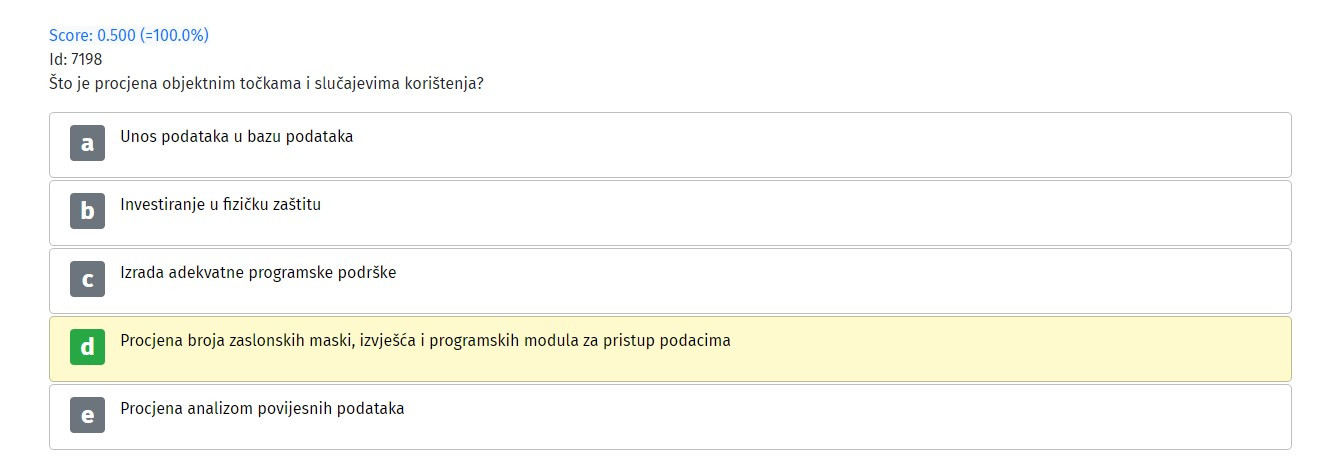 Score: 0.500 (=100.0%)
Id: 7198
Što je procjena objektnim točkama i slučajevima korištenja?
a Unos podataka u bazu podataka
b Investiranje u fizičku zaštitu
c Izrada adekvatne programske podrške
d Procjena broja zaslonskih maski, izvješća i programskih modula za pristup podacima
e Procjena analizom povijesnih podataka